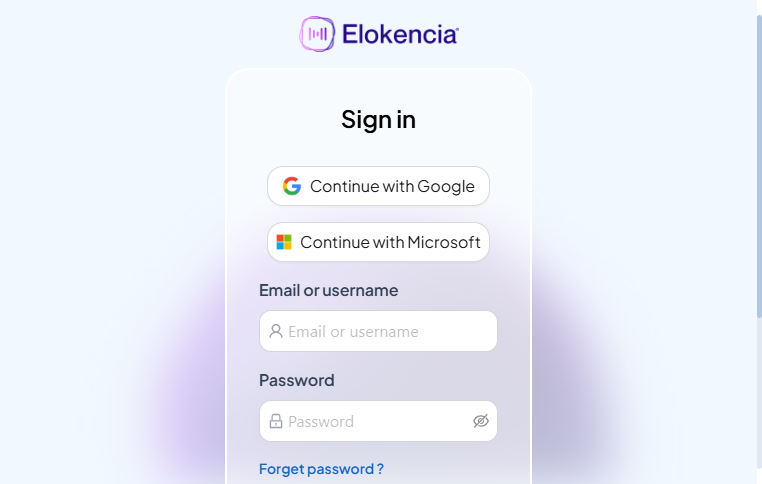 Elokencia
Sign in
Continue with Google
Continue with Microsoft
Email or username
Email or username
Password
Password
Forget password ?